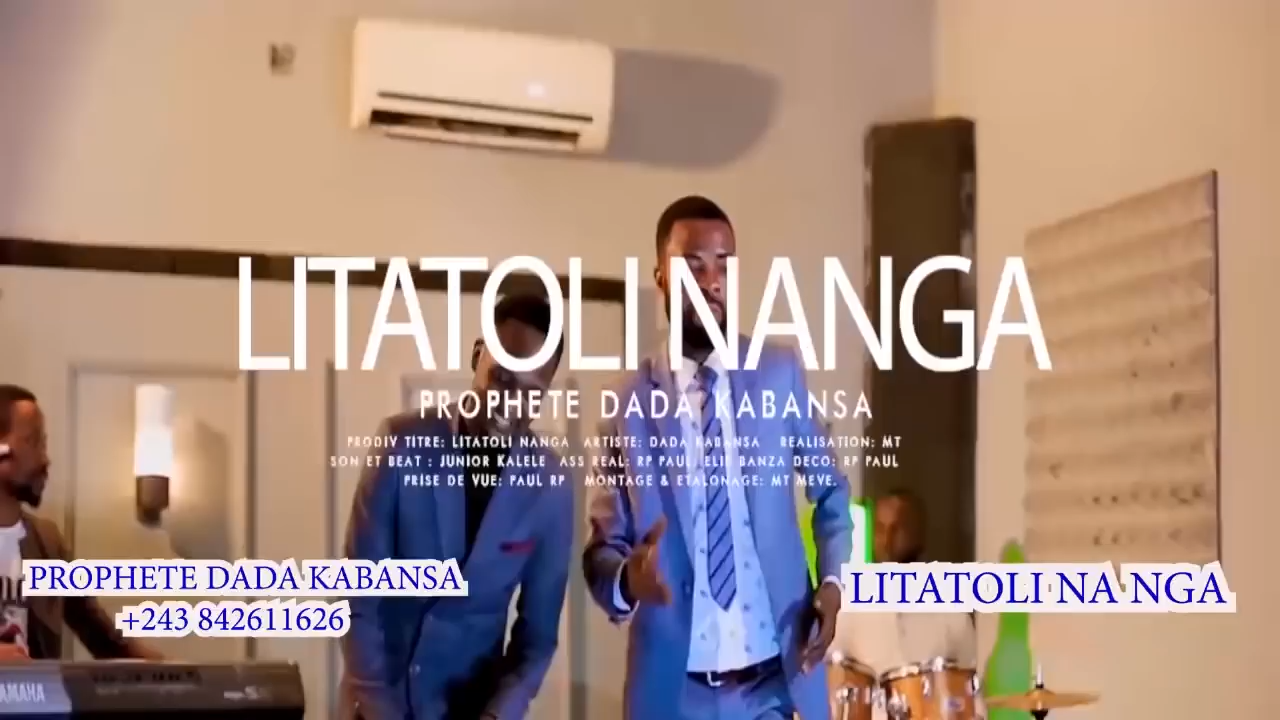 LITATOLI NANGA
PROPHETE DADA KABANSA
PRODIV TITRE: LITATOLI NANGA ARTISTE: DADA KABANSA REALISATION: MT
SON ET BEAT : JUNIOR KALELE ASS REAL: RP PAUL, ELIE BANZA DECO: RP PAUL
PRISE DE VUE: PAUL RP MONTAGE & ETALONAGE: MT MEVE.
PROPHETE DADA KABANSA
+243 842611626
LITATOLI NA NGA
YAMAHA